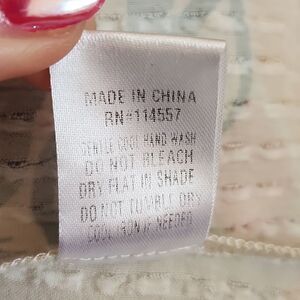 MADE IN CHINA
RN#114557
GENTLE COOL HAND WASH
DO NOT BLEACH
DRY FLAT IN SHADE
DO NOT TUMBLE DRY
COOL IRON IF NEEDED